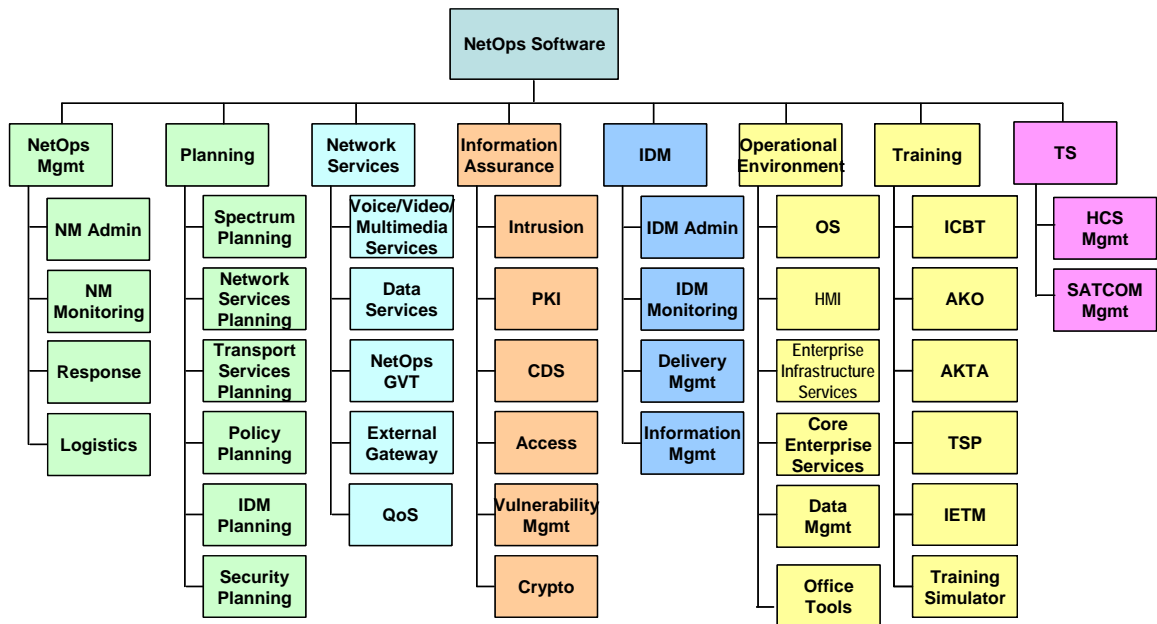 NetOps Software
NetOps
Mgmt
Planning
Network
Services
Information
Assurance
IDM
Operational
Environment
Training
TS
NM Admin
NM
Monitoring
Response
Logistics
Spectrum
Planning
Network
Services
Planning
Transport
Services
Planning
Policy
Planning
IDM
Planning
Security
Planning
Voice/Video/
Multimedia
Services
Data
Services
NetOps
GVT
External
Gateway
QoS
Intrusion
PKI
CDS
Access
Vulnerability
Mgmt
Crypto
IDM Admin
IDM
Monitoring
Delivery
Mgmt
Information
Mgmt
OS
HMI
Enterprise
Infrastructure
Services
Core
Enterprise
Services
Data
Mgmt
Office
Tools
ICBT
AKO
AKTA
TSP
IETM
Training
Simulator
HCS
Mgmt
SATCOM
Mgmt